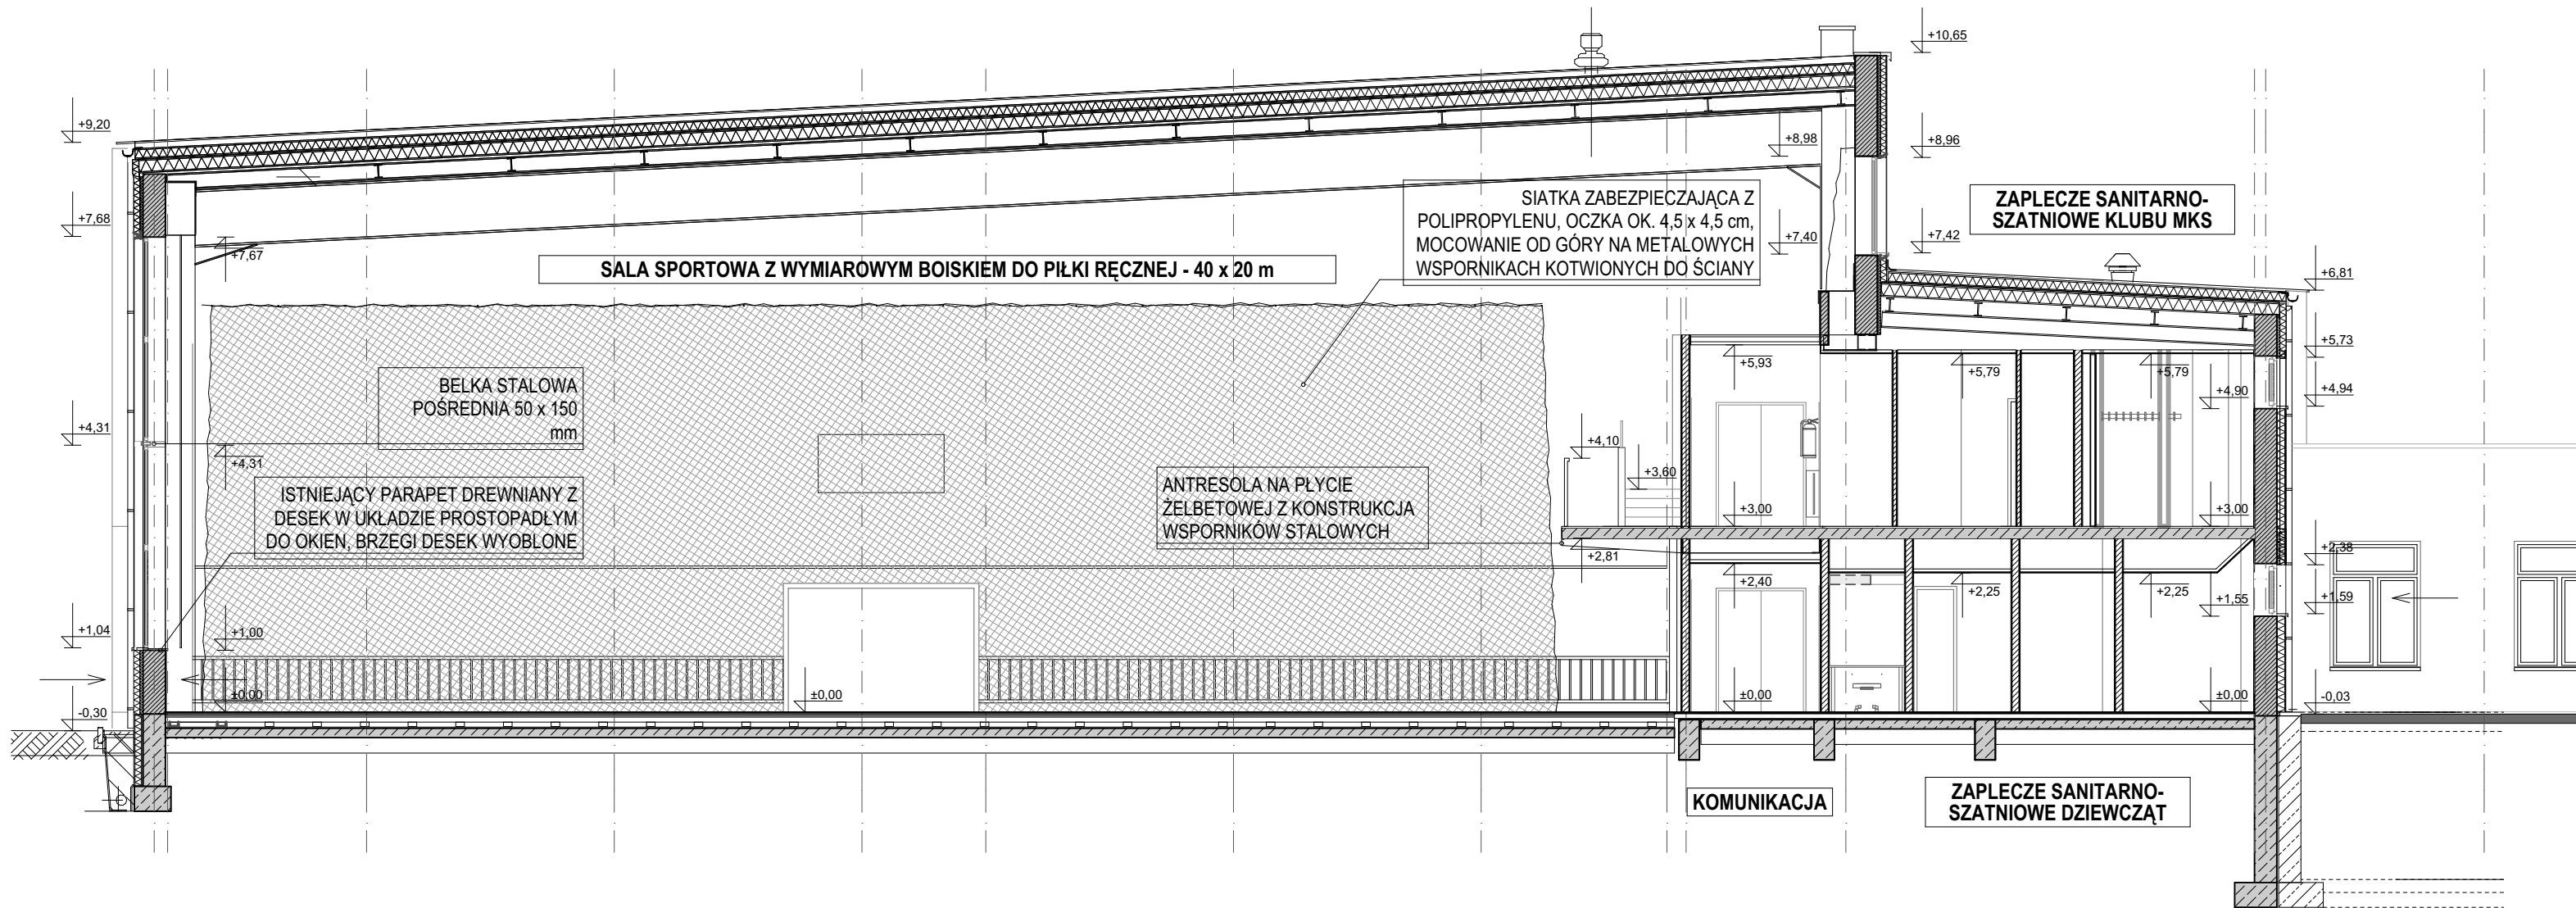 +10,65
+9,20
+8,98
+8,96
+7,68
+7,67
SIATKA ZABEZPIECZAJĄCA Z
POLIPROPYLENU, OCZKA OK. 4,5 x 4,5 cm,
MOCOWANIE OD GÓRY NA METALOWYCH
WSPORNIKACH KOTWIONYCH DO ŚCIANY
+7,40
+7,42
ZAPLECZE SANITARNO-
SZATNIOWE KLUBU MKS
SALA SPORTOWA Z WYMIAROWYM BOISKIEM DO PIŁKI RĘCZNEJ - 40 x 20 m
+6,81
+5,93
+5,79
+5,79
+5,73
+4,90
+4,94
BELKA STALOWA
POŚREDNIA 50 x 150
mm
+4,31
+4,31
+4,10
+3,60
ISTNIEJĄCY PARAPET DREWNIANY Z
DESEK W UKŁADZIE PROSTOPADŁYM
DO OKIEN, BRZEGI DESEK WYOBLONE
ANTRESOLA NA PŁYCIE
ŻELBETOWEJ Z KONSTRUKCJA
WSPORNIKÓW STALOWYCH
+3,00
+3,00
+2,81
+2,38
+2,40
+2,25
+2,25
+1,55
+1,59
+1,04
+1,00
±0,00
±0,00
±0,00
±0,00
-0,30
-0,03
KOMUNIKACJA
ZAPLECZE SANITARNO-
SZATNIOWE DZIEWCZĄT